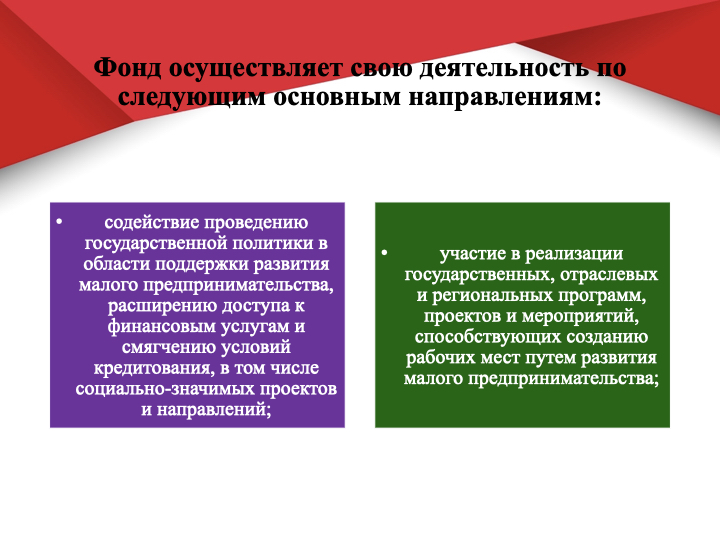 Фонд осуществляет свою деятельность по
следующим основным направлениям:
• содействие проведению
государственной политики в
области поддержки развития
малого предпринимательства,
расширению доступа к
финансовым услугам и
смягчению условий
кредитования, в том числе
социально-значимых проектов
и направлений;
• участие в реализации
государственных, отраслевых
и региональных программ,
проектов и мероприятий,
способствующих созданию
рабочих мест путем развития
малого предпринимательства;